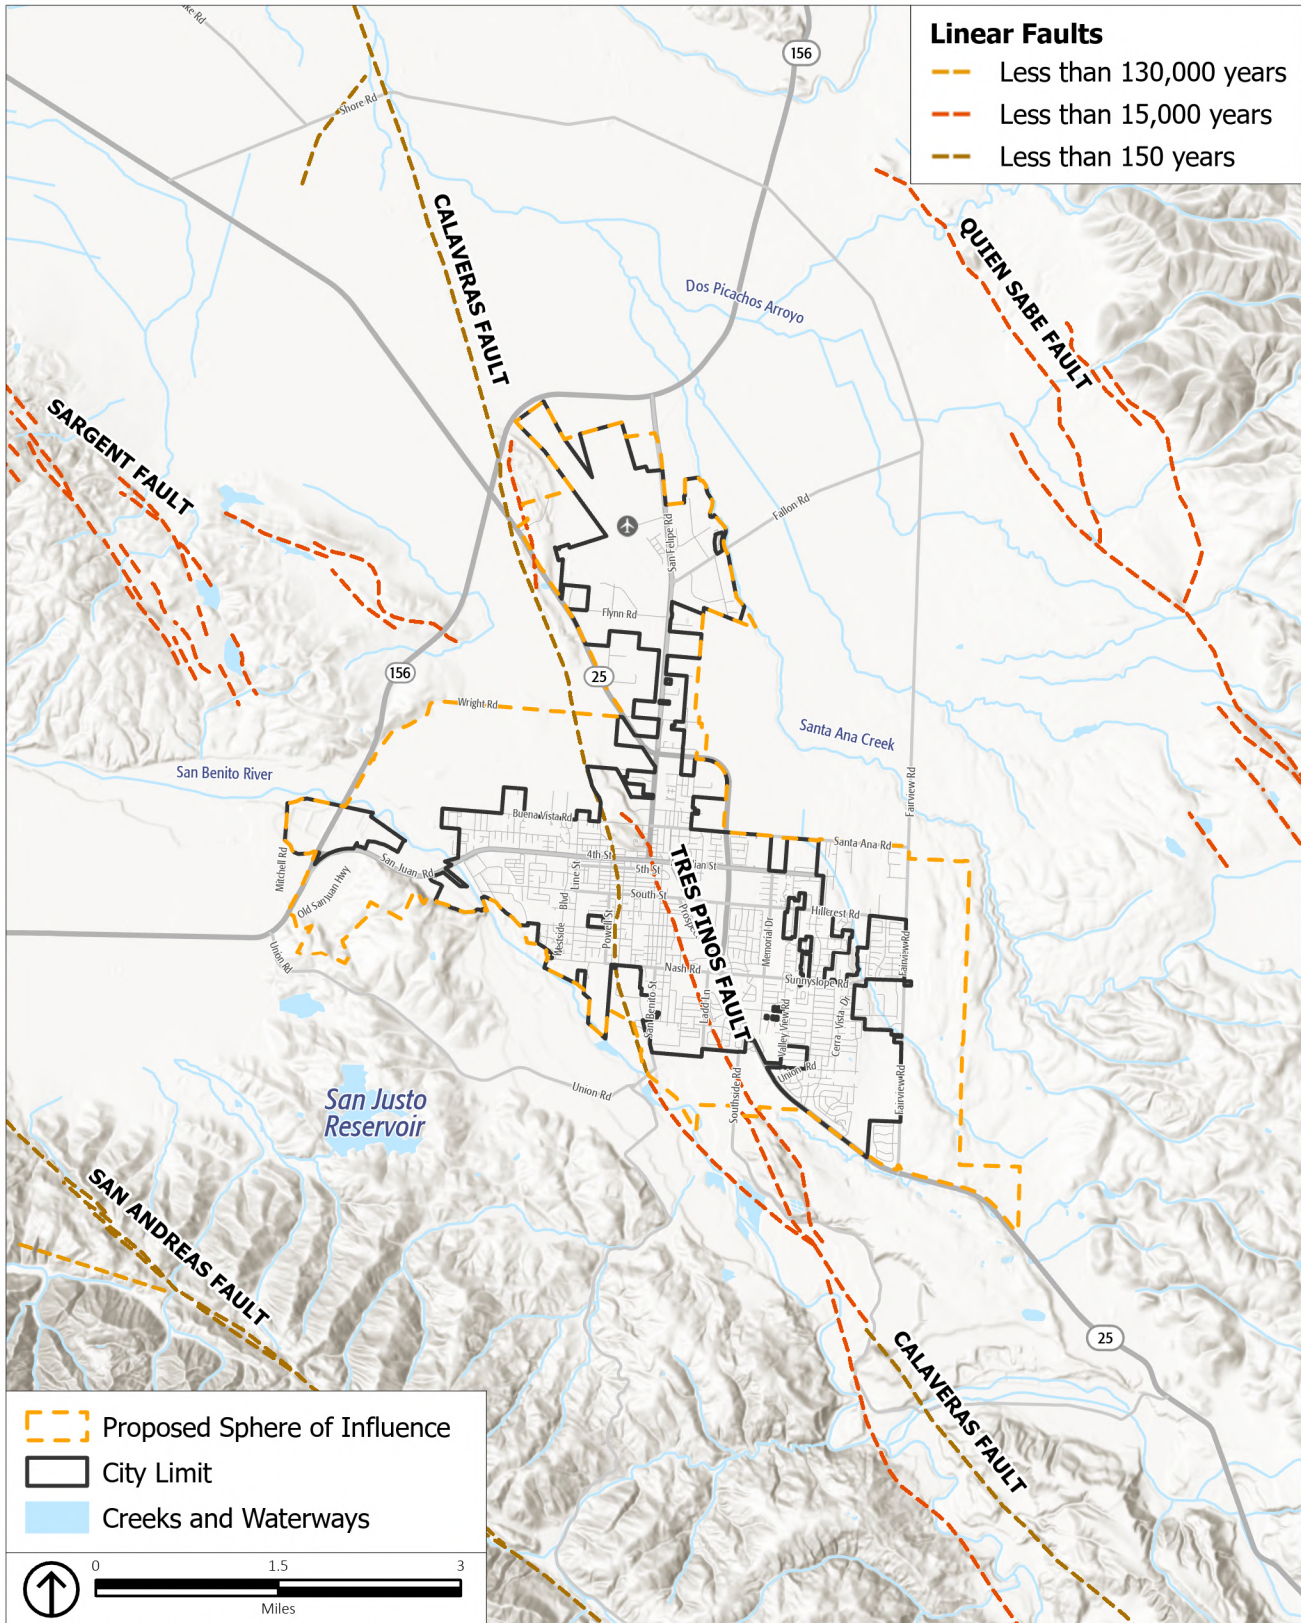 Linear Faults
Less than 130,000 years
Less than 15,000 years
Less than 150 years
156
Shore Rd
CALAVERAS FAULT
QUIEN SABE FAULT
Dos Picachos Arroyo
SARGENT FAULT
Fallon Rd
San Felipe Rd
Flynn Rd
156
25
Wright Rd
Santa Ana Creek
San Benito River
Fairview Rd
Buena Vista Rd
Santa Ana Rd
4th St
5th St
Mitchell Rd
San Juan Rd
Old San Juan Hwy
Line St
South St
TRES PINOS FAULT
Hillcrest Rd
Westside Blvd
Powell St
Memorial Dr
Fairview Rd
Union Rd
Nash Rd
Sunnyslope Rd
San Benito St
Ladd Ln
Valley View Rd
Cerra Vista Dr
Union Rd
Union Rd
Southside Rd
Fairview Rd
San Justo
Reservoir
SAN ANDREAS FAULT
25
CALAVERAS FAULT
Proposed Sphere of Influence
City Limit
Creeks and Waterways
0 1.5 3
Miles